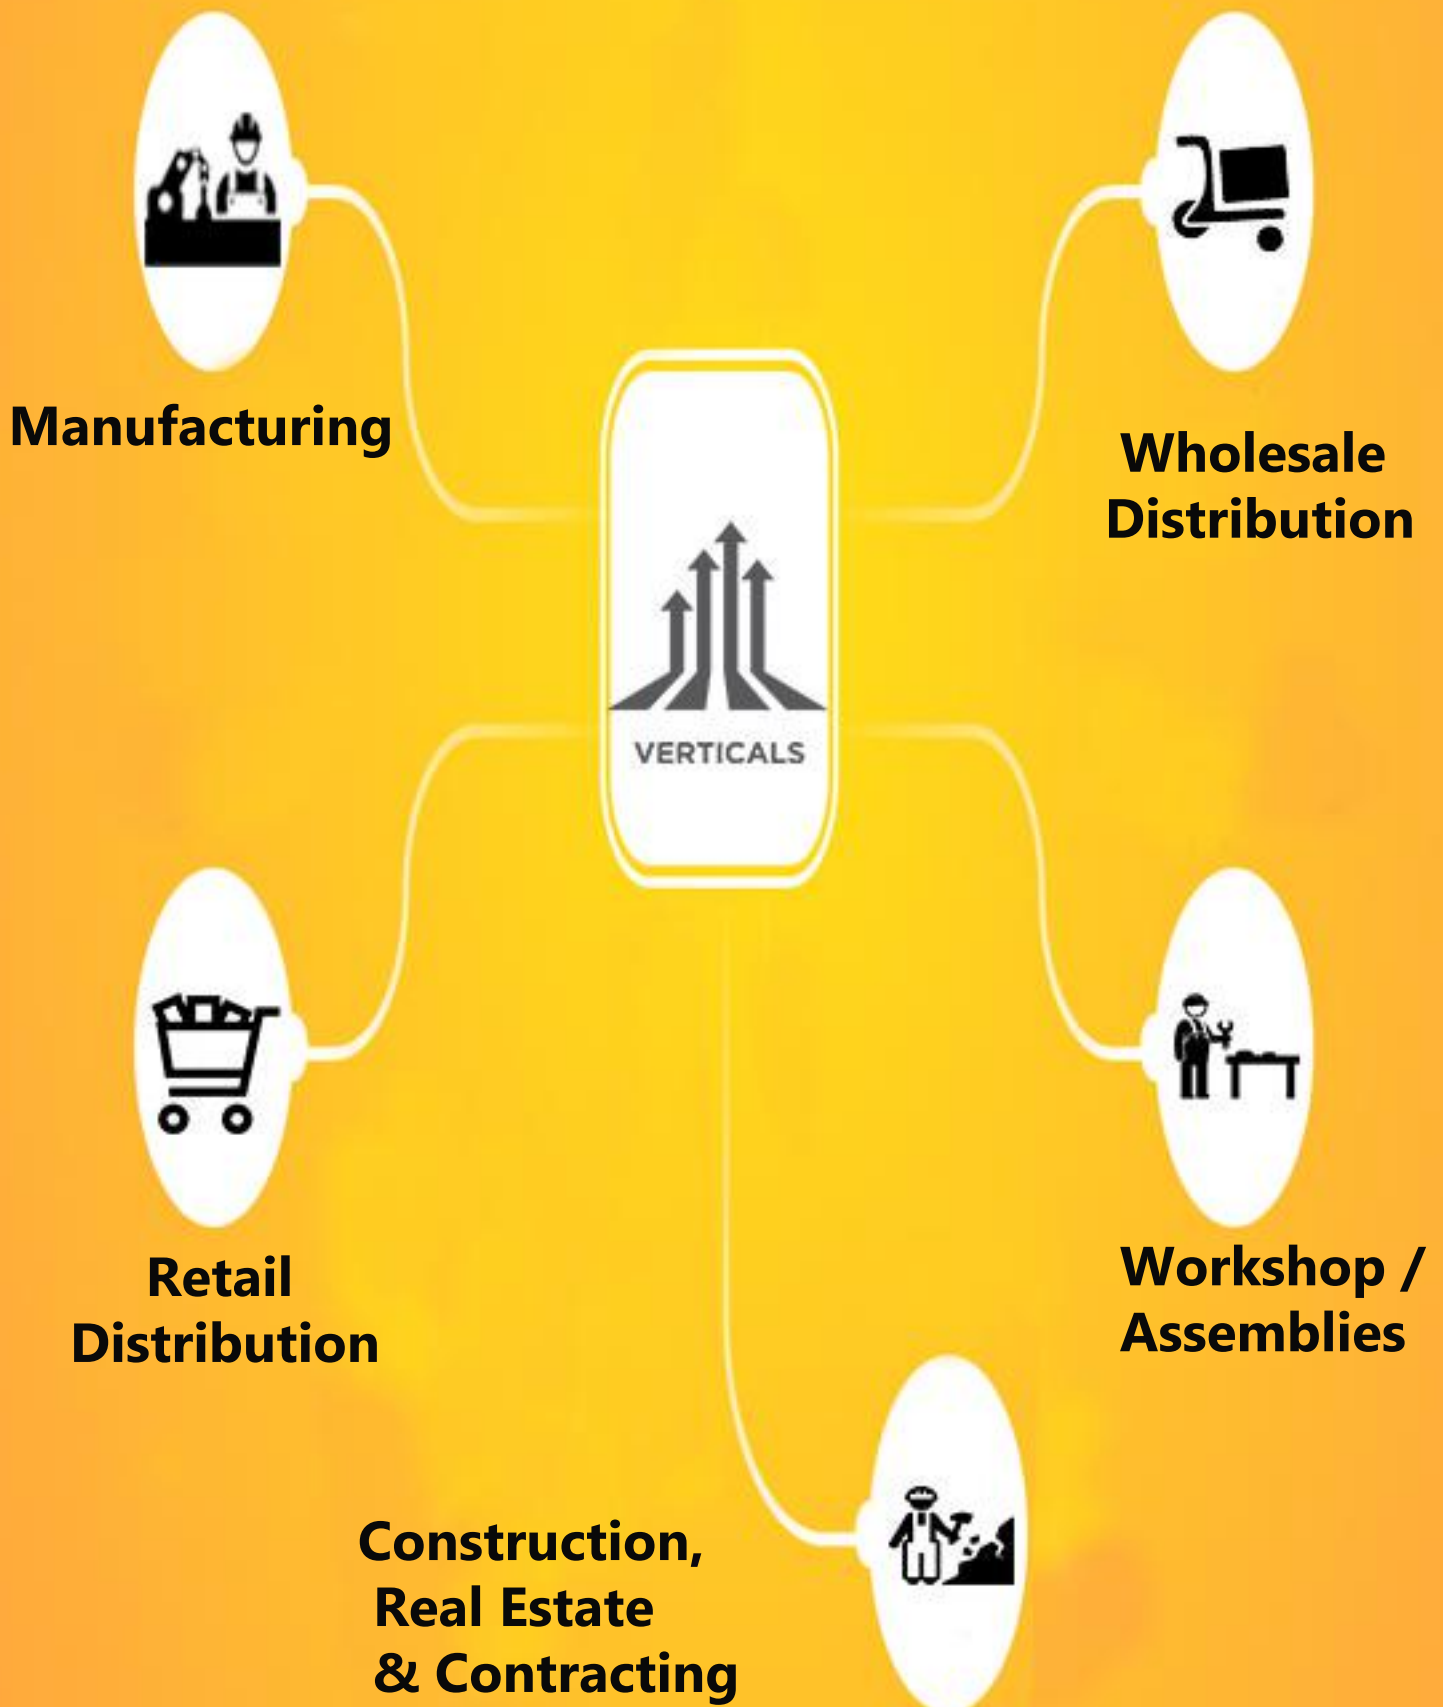 Manufacturing
Wholesale
Distribution
VERTICALS
Retail
Distribution
Workshop /
Assemblies
Construction,
Real Estate
& Contracting